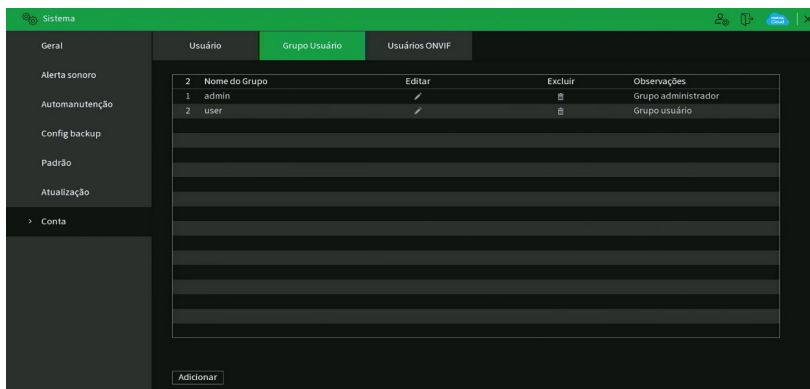 Sistema
Geral
Alerta sonoro
Automanutenção
Config backup
Padrão
Atualização
> Conta
Usuário Grupo Usuário Usuários ONVIF
2 Nome do Grupo Editar Excluir Observações
1 admin Grupo administrador
2 user Grupo usuário
Adicionar